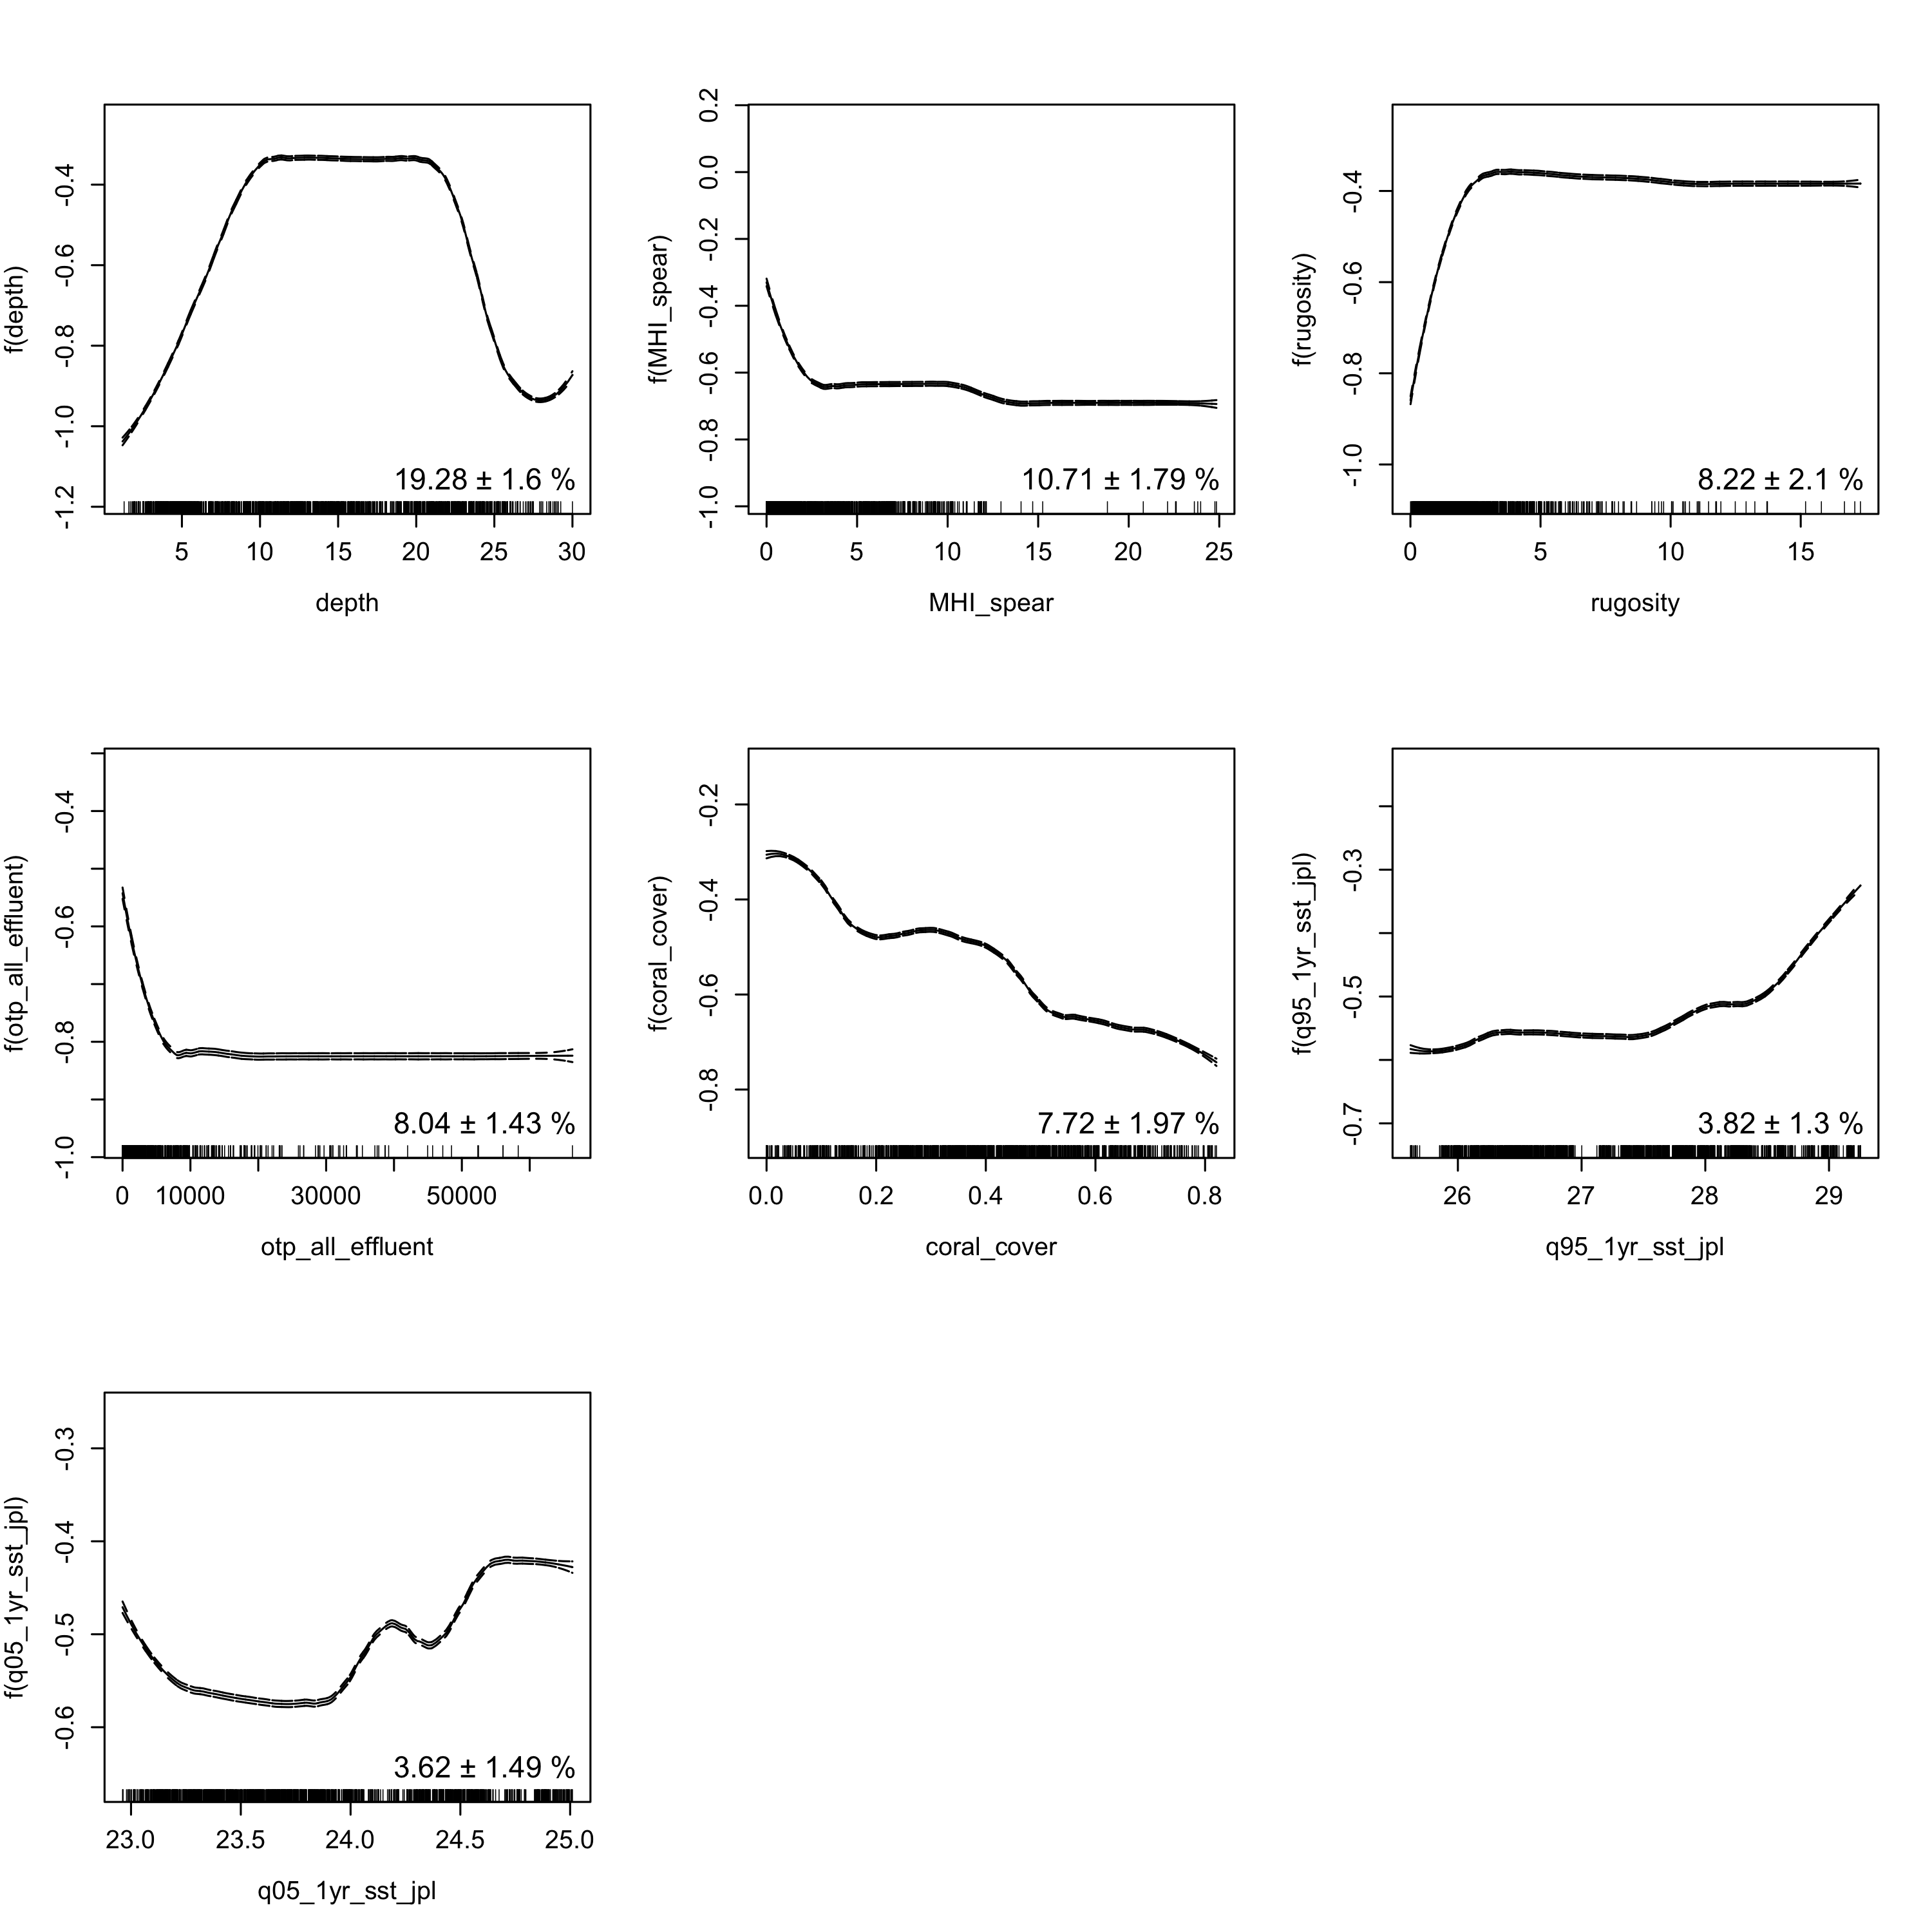 f(depth)
-1.2 -1.0 -0.8 -0.6 -0.4
19.28 ± 1.6 %
5 10 15 20 25 30
depth
f(MHI_spear)
-1.0 -0.8 -0.6 -0.4 -0.2 0.0 0.2
10.71 ± 1.79 %
0 5 10 15 20 25
MHI_spear
f(rugosity)
-1.0 -0.8 -0.6 -0.4
8.22 ± 2.1 %
0 5 10 15
rugosity
f(otp_all_effluent)
-1.0 -0.8 -0.6 -0.4
8.04 ± 1.43 %
0 10000 30000 50000
otp_all_effluent
f(coral_cover)
-0.8 -0.6 -0.4 -0.2
7.72 ± 1.97 %
0.0 0.2 0.4 0.6 0.8
coral_cover
f(q95_1yr_sst_jpl)
-0.7 -0.5 -0.3
3.82 ± 1.3 %
26 27 28 29
q95_1yr_sst_jpl
f(q05_1yr_sst_jpl)
-0.6 -0.5 -0.4 -0.3
3.62 ± 1.49 %
23.0 23.5 24.0 24.5 25.0
q05_1yr_sst_jpl